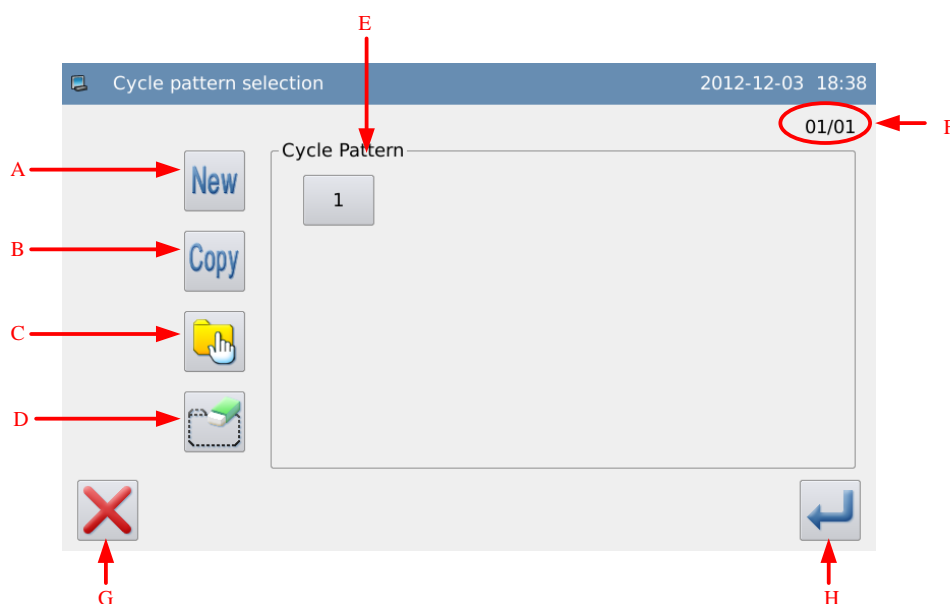 E
Cycle pattern selection 2012-12-03 18:38
01/01
F
Cycle Pattern
A
New
1
B
Copy
C
D
G
H